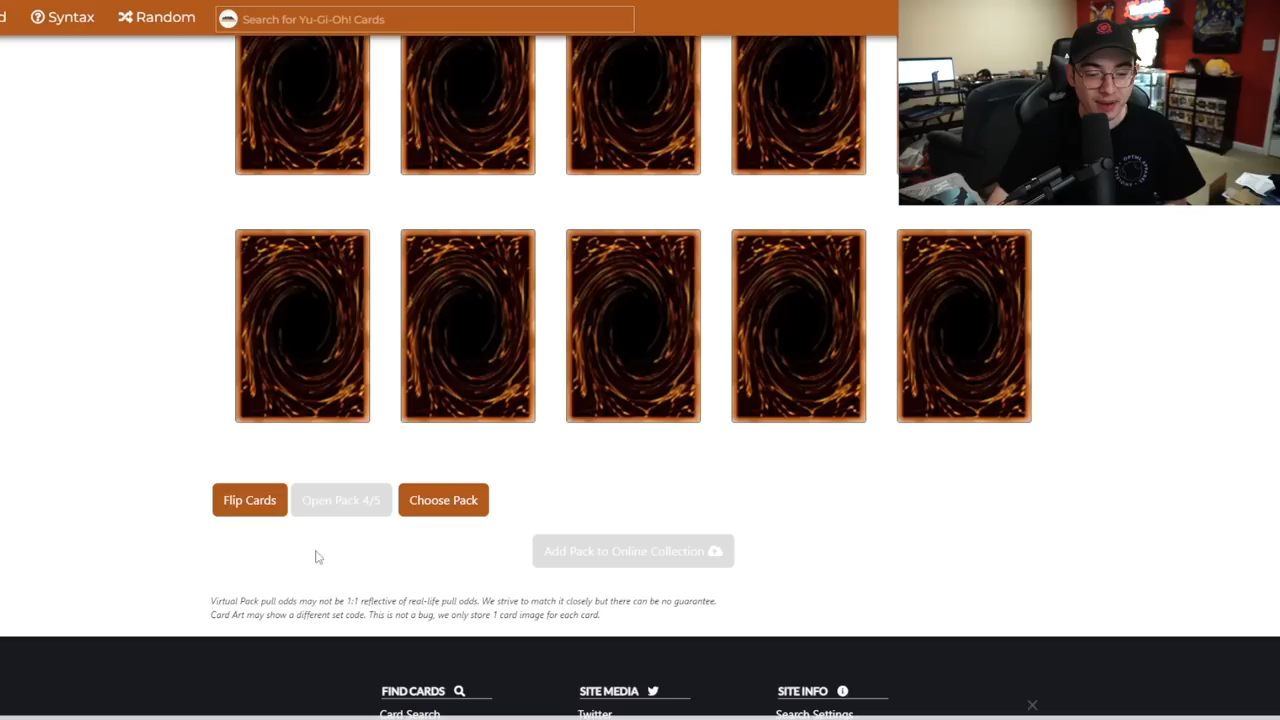 d
Syntax
Random
Search for Yu-Gi-Oh! Cards
Flip Cards
Open Pack 4/5
Choose Pack
Add Pack to Online Collection
Virtual Pack pull odds may not be 1:1 reflective of real-life pull odds. We strive to match it closely but there can be no guarantee.
Card Art may show a different set code. This is not a bug, we only store 1 card image for each card.
FIND CARDS
SITE MEDIA
SITE INFO
Card Search
Twitter
Search Settings